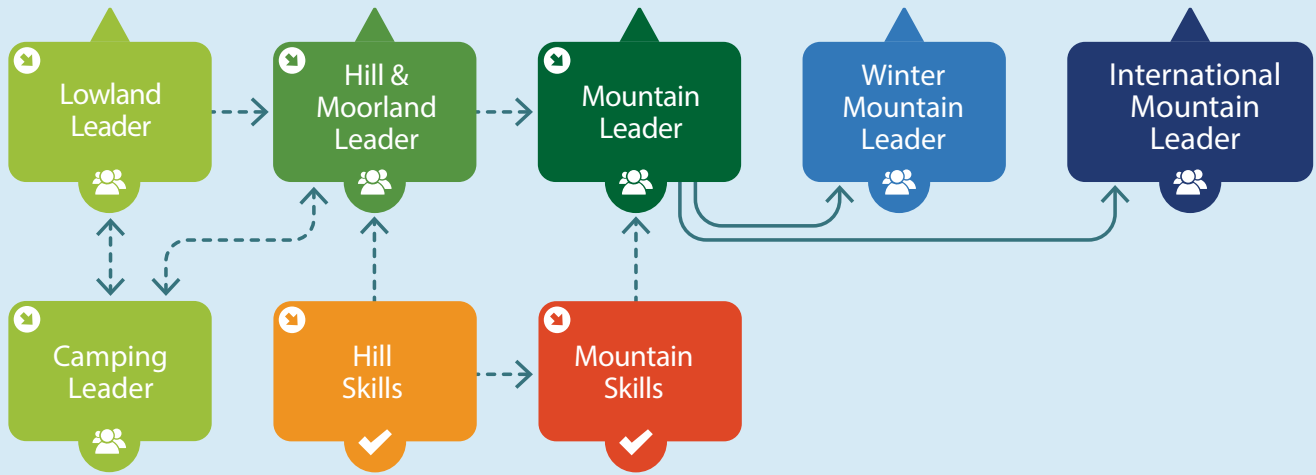 Lowland
Leader
Hill &
Moorland
Leader
Mountain
Leader
Winter
Mountain
Leader
International
Mountain
Leader
Camping
Leader
Hill
Skills
Mountain
Skills